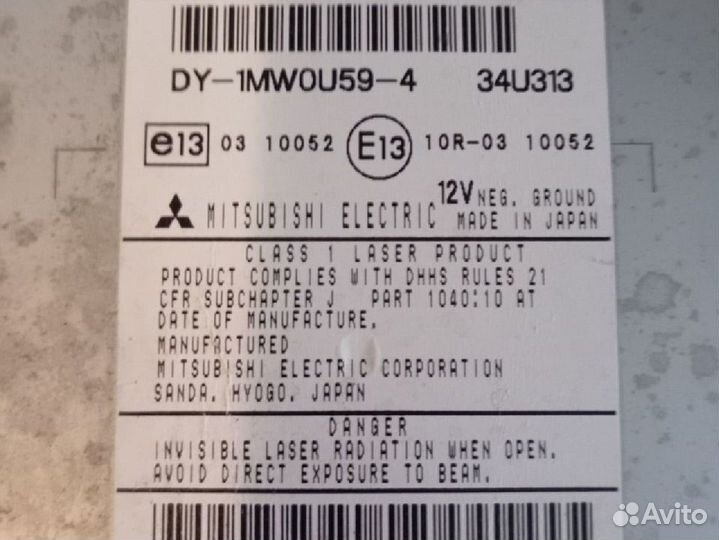 DY-1MW0U59-4 34U313
e13 03 10052 E13 10R-03 10052
MITSUBISHI ELECTRIC 12V NEG. GROUND
MADE IN JAPAN
CLASS 1 LASER PRODUCT
PRODUCT COMPLIES WITH DHHS RULES 21
CFR SUBCHAPTER J PART 1040:10 AT
DATE OF MANUFACTURE.
MANUFACTURED
MITSUBISHI ELECTRIC CORPORATION
SANDA, HYOGO, JAPAN
DANGER
INVISIBLE LASER RADIATION WHEN OPEN.
AVOID DIRECT EXPOSURE TO BEAM.
Avito